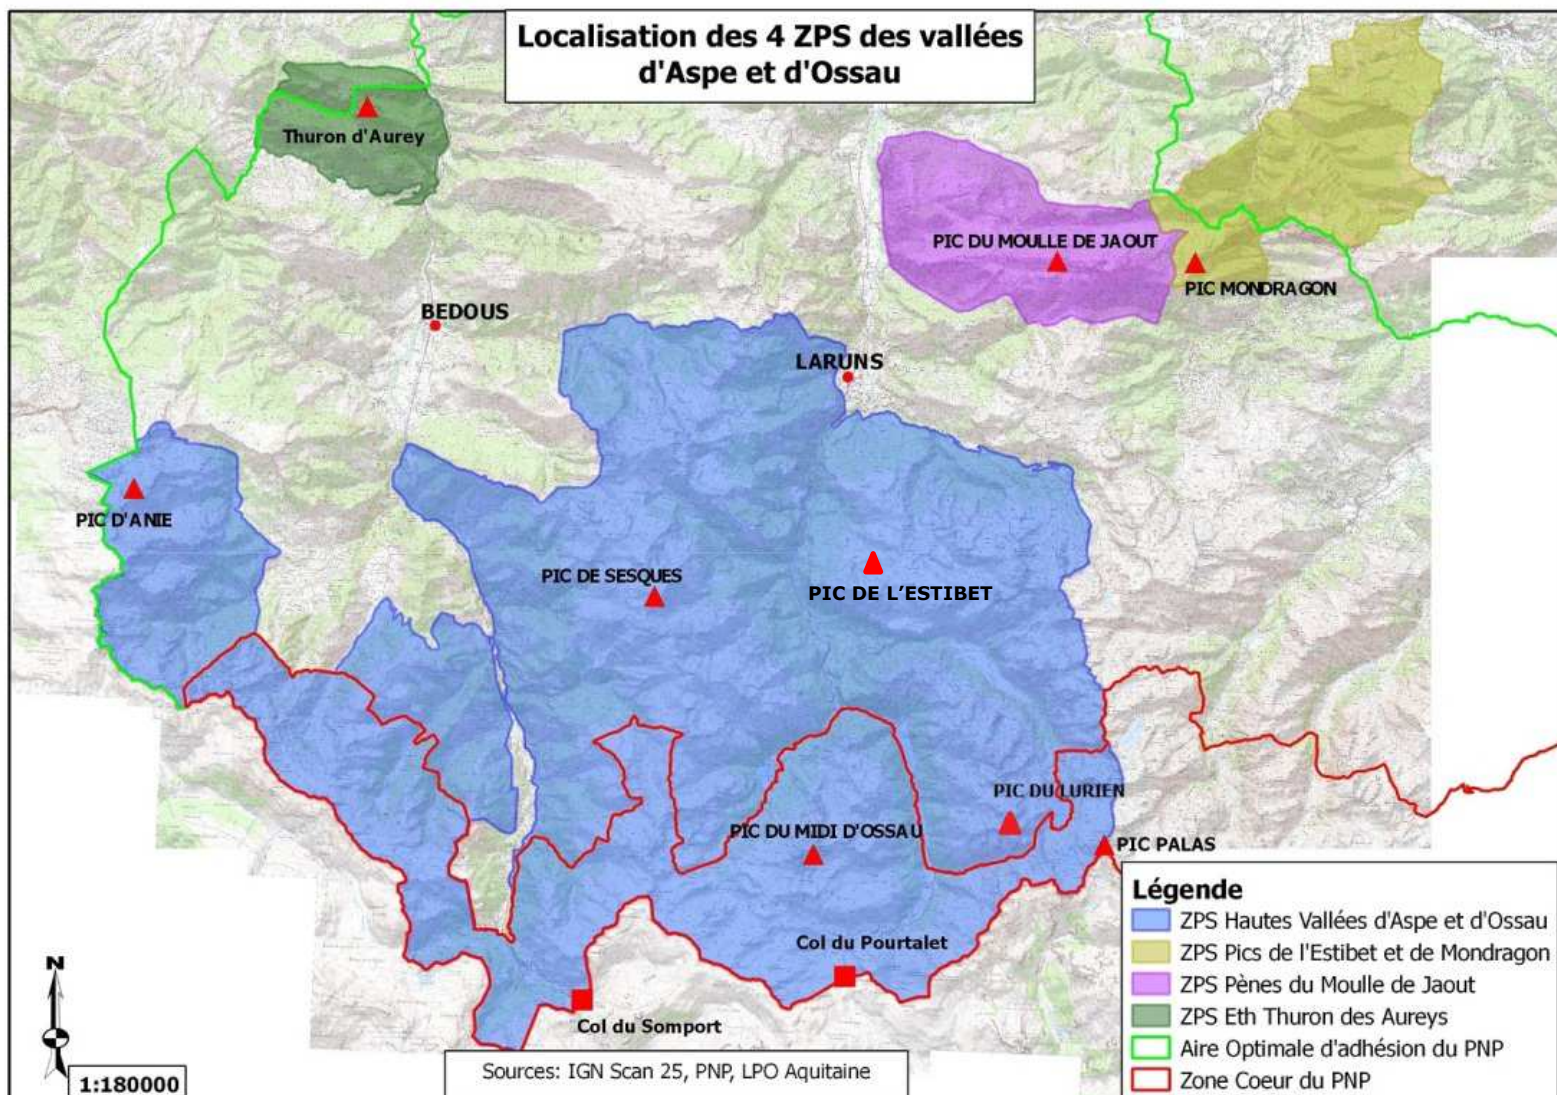 Localisation des 4 ZPS des vallées
d'Aspe et d'Ossau
Thuron d'Aurey
PIC DU MOULLE DE JAOUT
PIC MONDRAGON
BEDOUS
LARUNS
PIC D'ANIE
PIC DE SESQUES
PIC DE L’ESTIBET
PIC DU LURIEN
PIC DU MIDI D'OSSAU
PIC PALAS
Col du Pourtalet
Col du Somport
N
1:180000
Sources: IGN Scan 25, PNP, LPO Aquitaine
Légende
ZPS Hautes Vallées d'Aspe et d'Ossau
ZPS Pics de l'Estibet et de Mondragon
ZPS Pènes du Moulle de Jaout
ZPS Eth Thuron des Aureys
Aire Optimale d'adhésion du PNP
Zone Coeur du PNP